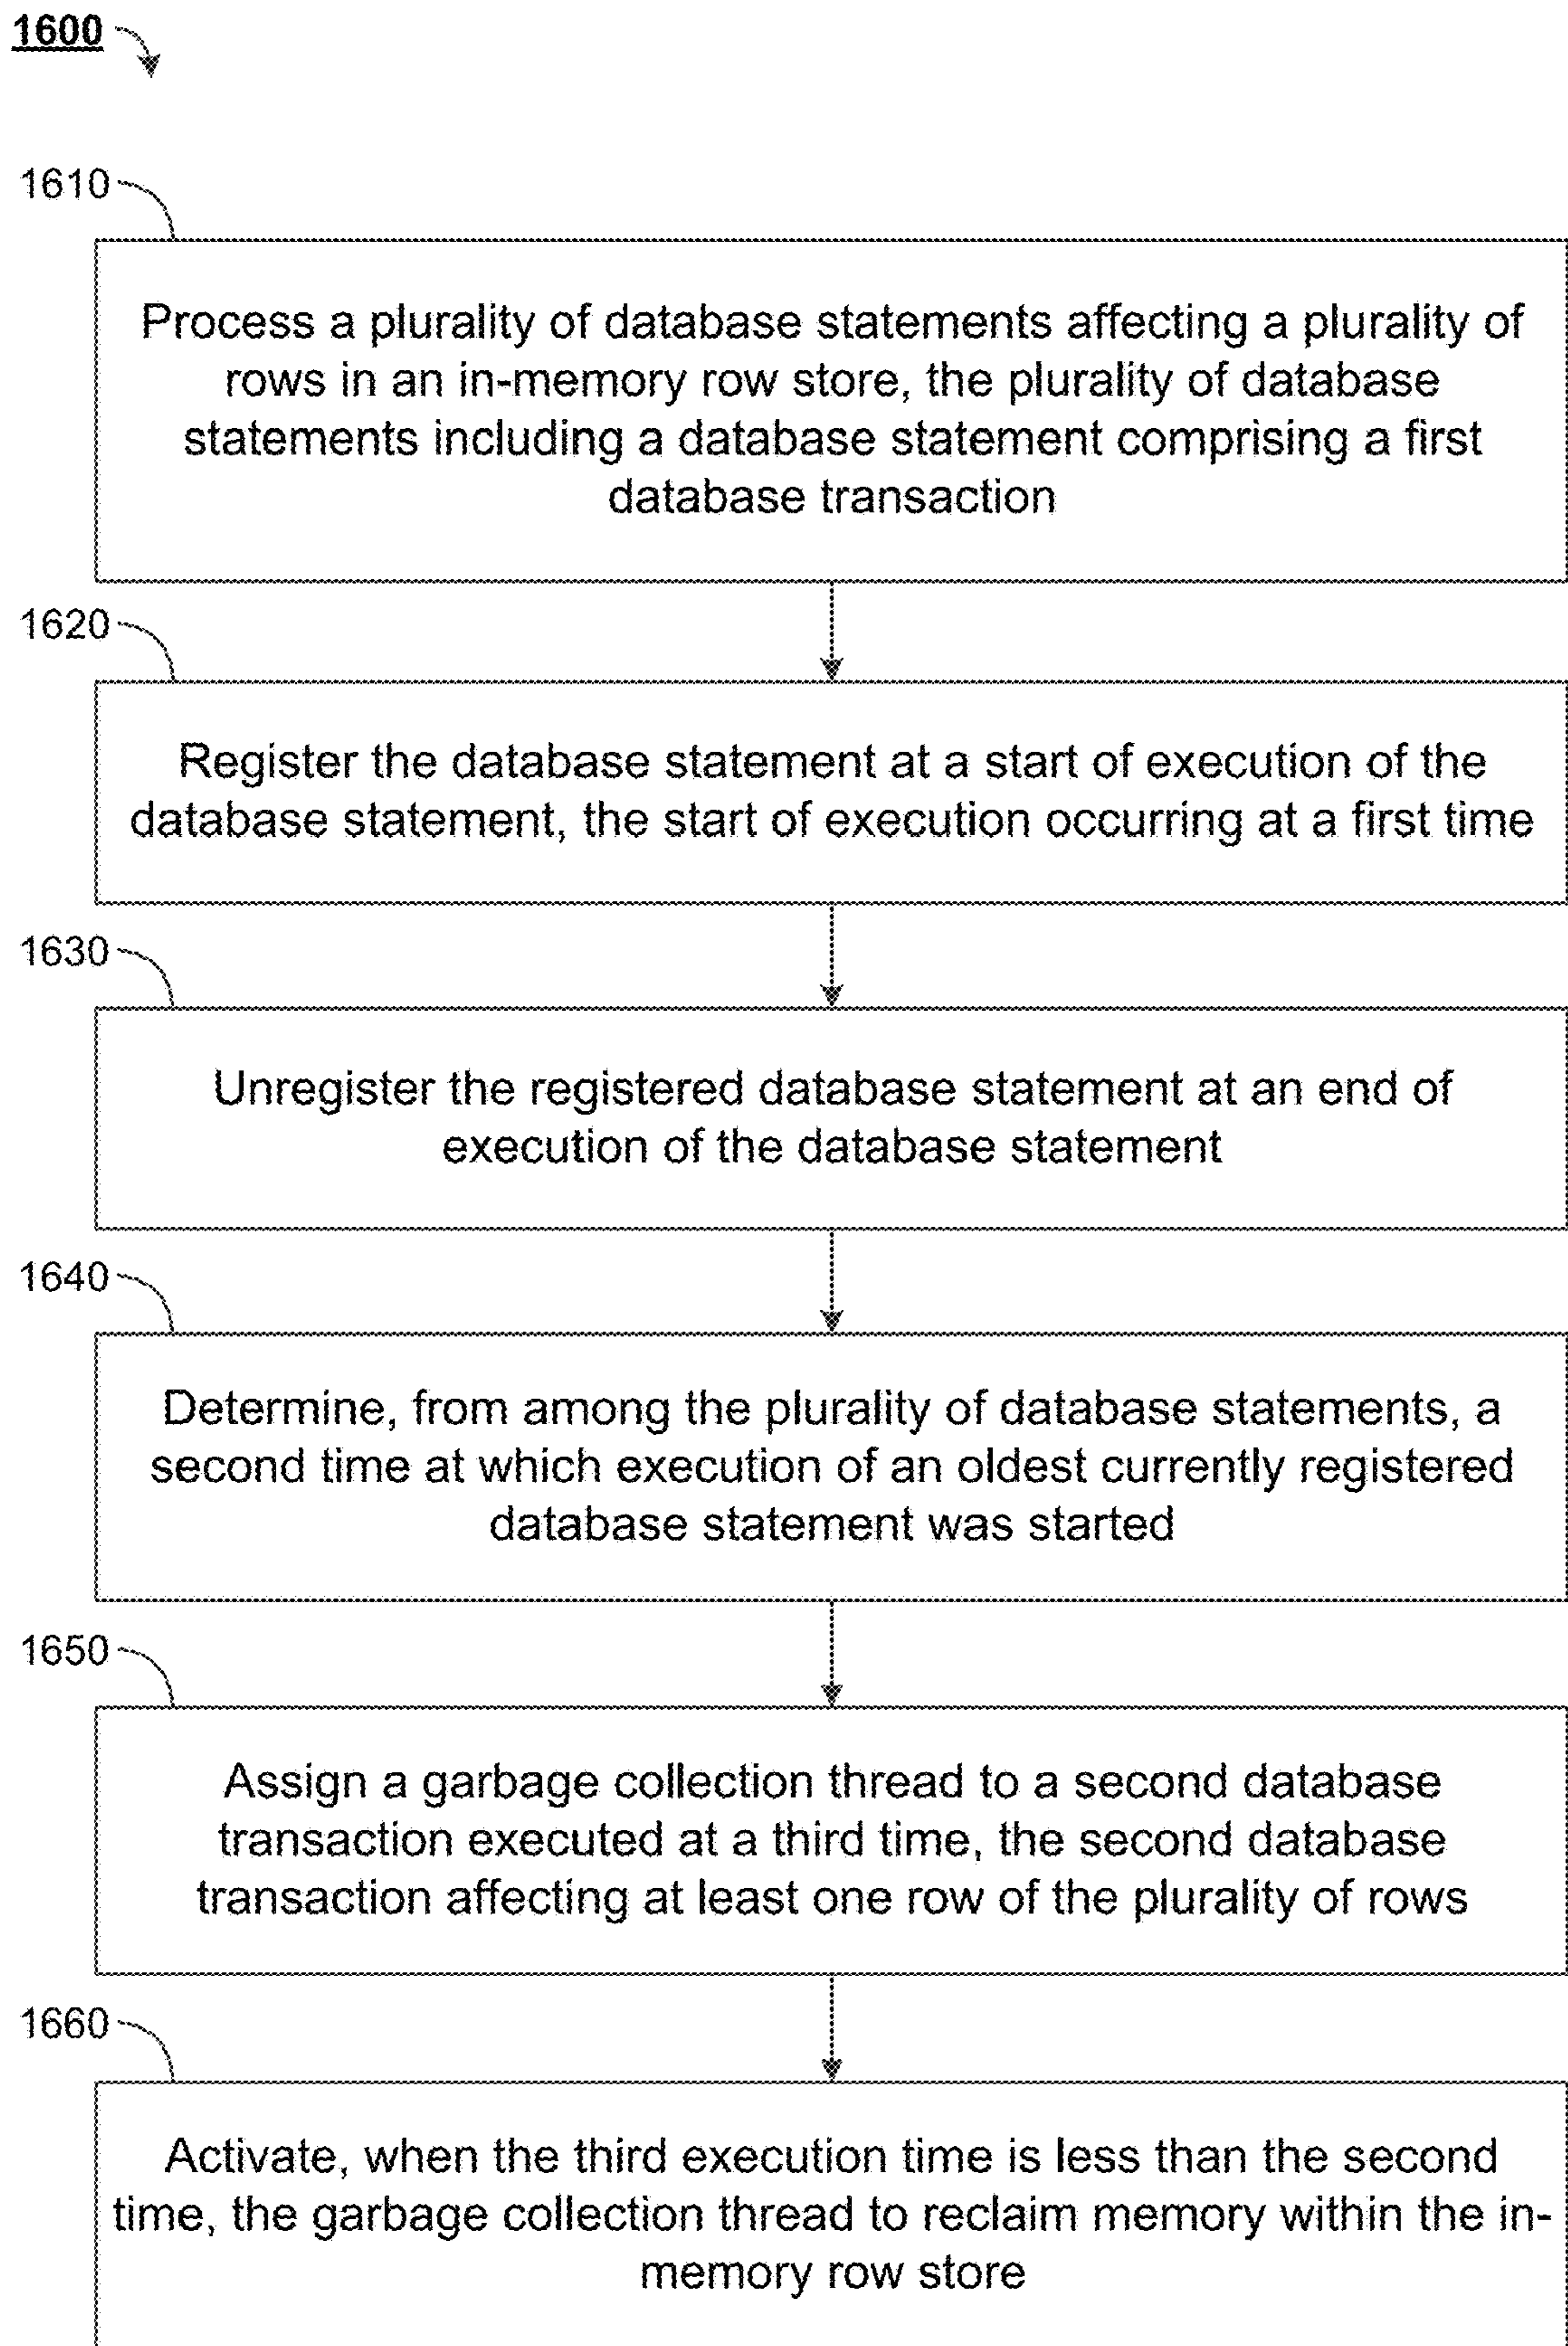 1600
1610
Process a plurality of database statements affecting a plurality of
rows in an in-memory row store, the plurality of database
statements including a database statement comprising a first
database transaction
1620
Register the database statement at a start of execution of the
database statement, the start of execution occurring at a first time
1630
Unregister the registered database statement at an end of
execution of the database statement
1640
Determine, from among the plurality of database statements, a
second time at which execution of an oldest currently registered
database statement was started
1650
Assign a garbage collection thread to a second database
transaction executed at a third time, the second database
transaction affecting at least one row of the plurality of rows
1660
Activate, when the third execution time is less than the second
time, the garbage collection thread to reclaim memory within the in-
memory row store